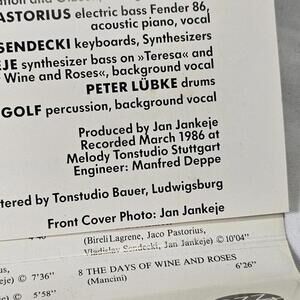 ASTORIUS electric bass Fender 86,
acoustic piano, vocal
SENDECKI keyboards, Synthesizers
EJE synthesizer bass on »Teresa« and
Wine and Roses«, background vocal
PETER LÜBKE drums
GOLF percussion, background vocal
Produced by Jan Jankeje
Recorded March 1986 at
Melody Tonstudio Stuttgart
Engineer: Manfred Deppe
tered by Tonstudio Bauer, Ludwigsburg
Front Cover Photo: Jan Jankeje
(Bireli Lagrene, Jaco Pastorius,
Vladislav Sendecki, Jan Jankeje) © 10'04"
) © 7'36"
8 THE DAYS OF WINE AND ROSES
(Mancini) 6'26"
© 5'58"